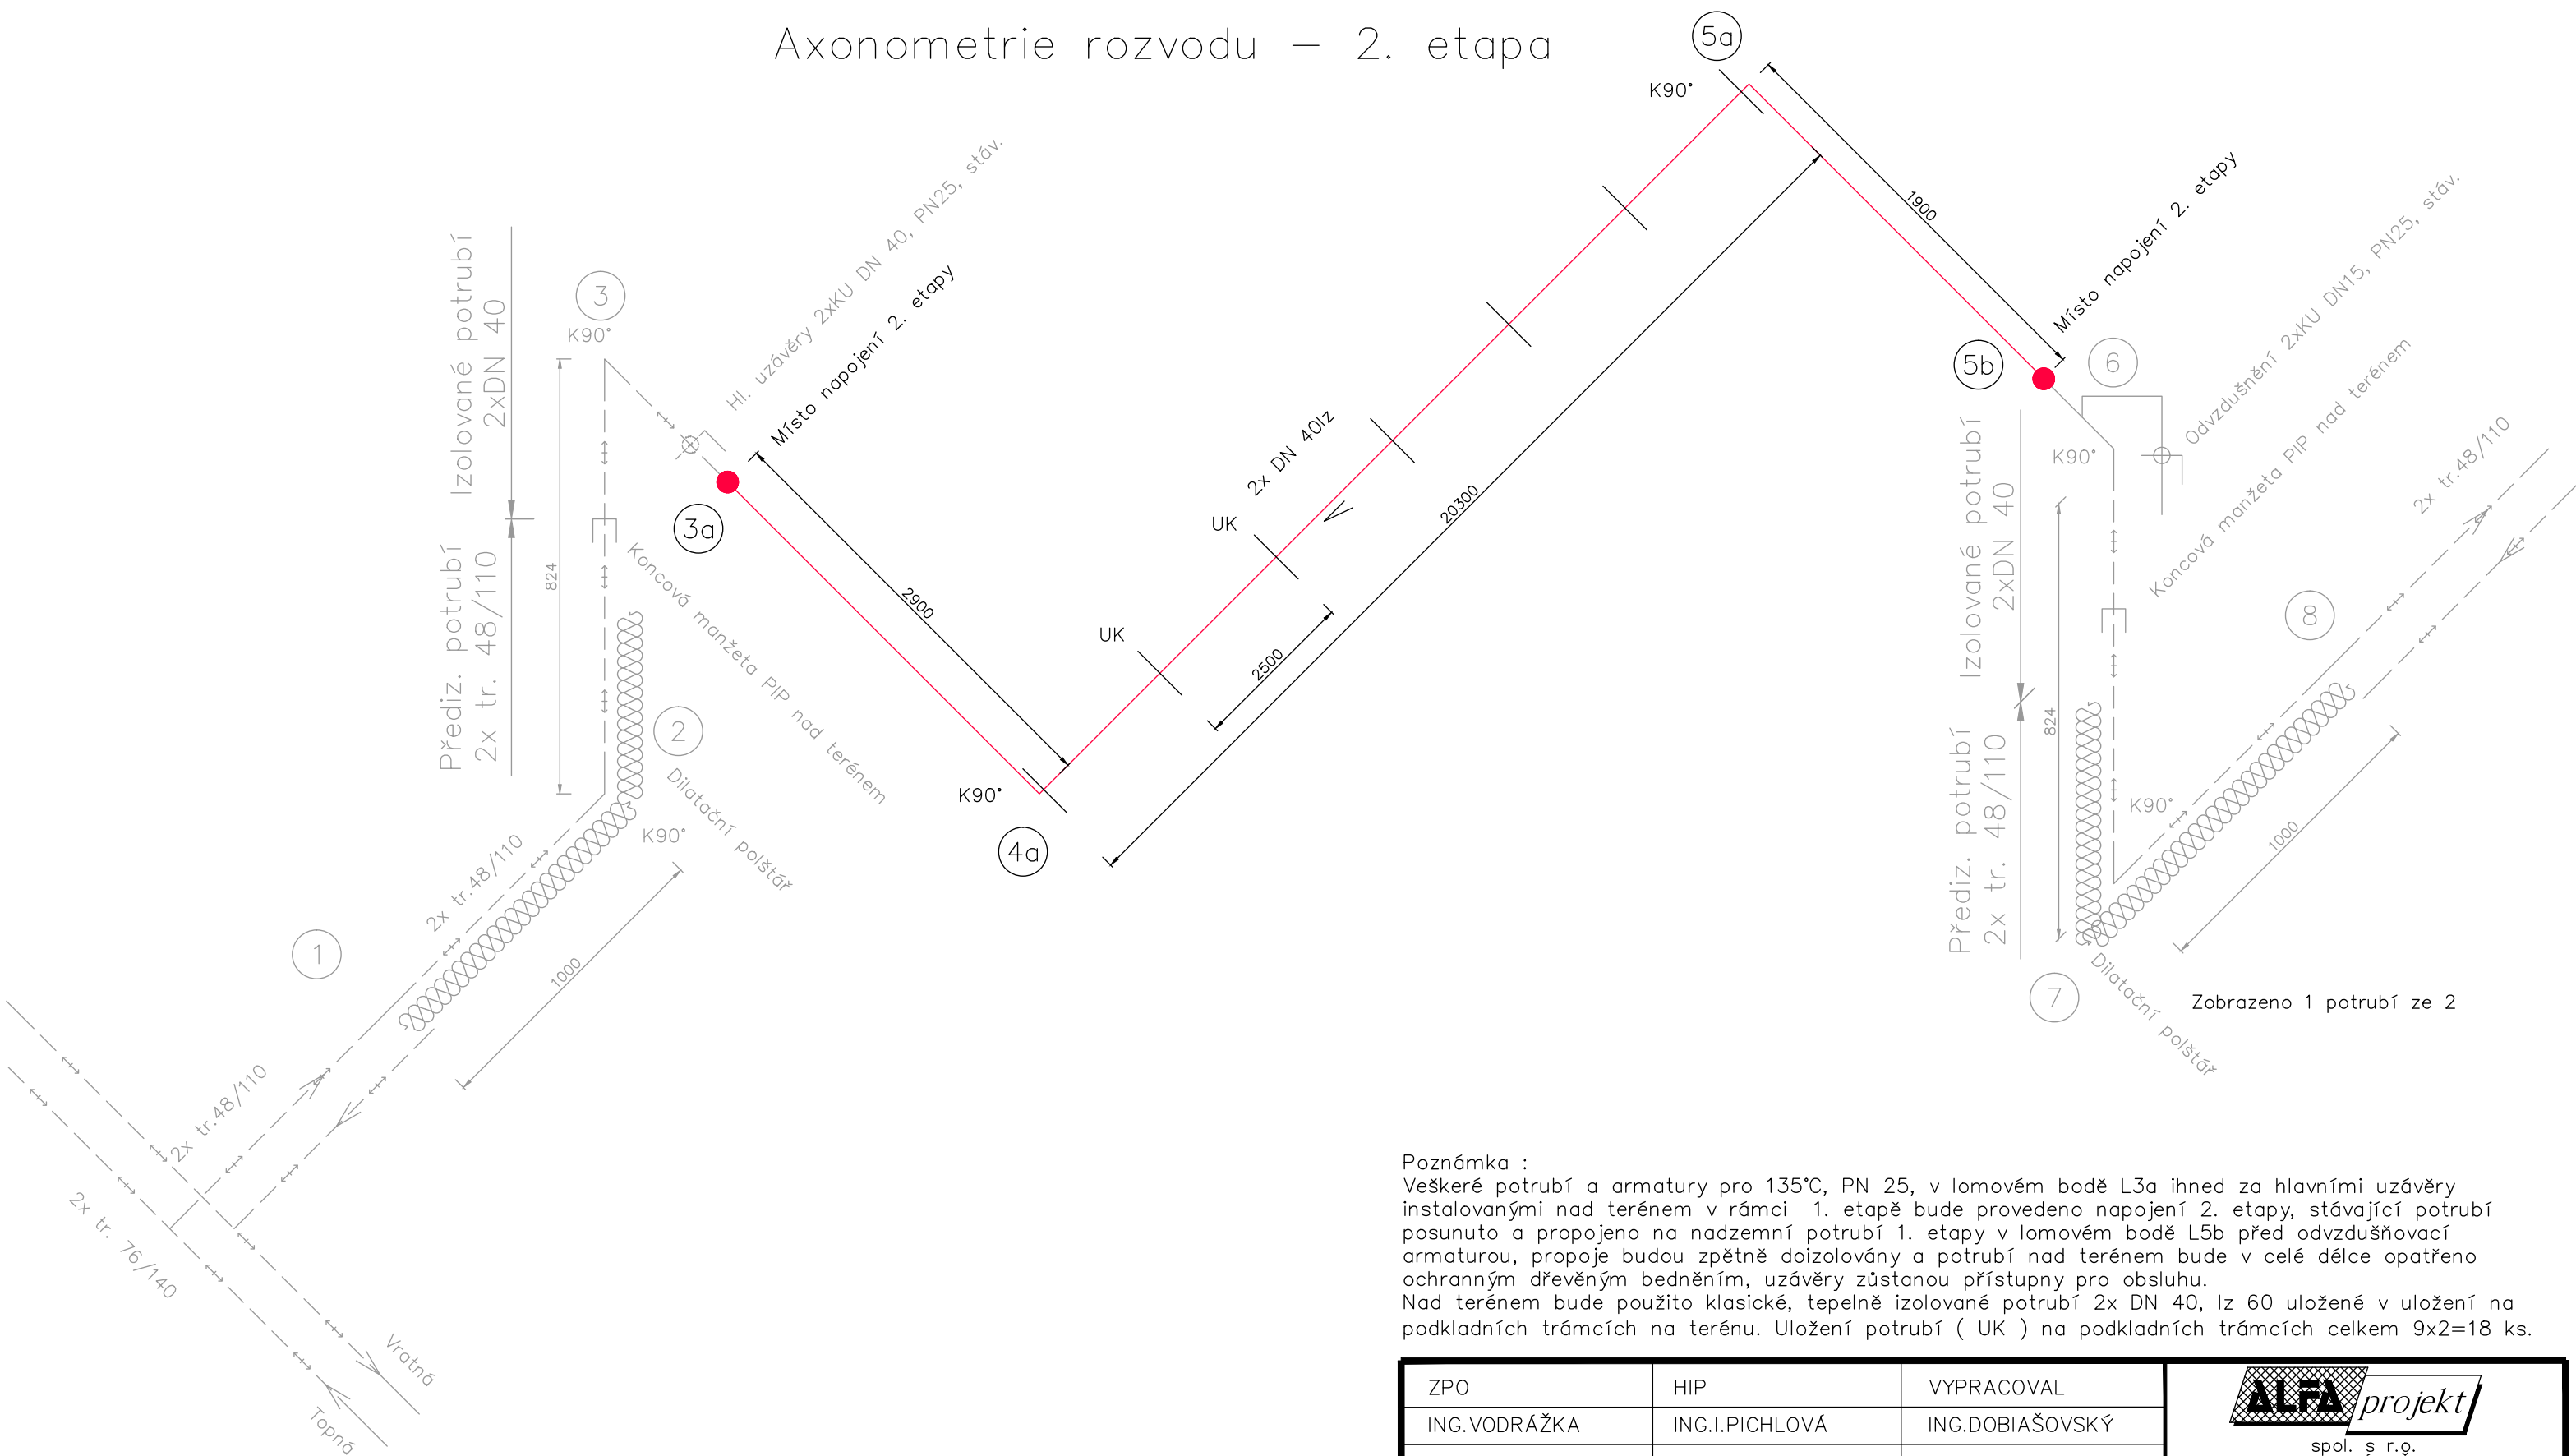 Axonometrie rozvodu – 2. etapa
5a
K90°
1900
Místo napojení 2. etapy
Odvzdušnění 2xKU DN15, PN25, stáv.
Hl. uzávěry 2xKU DN 40, PN25, stáv.
Místo napojení 2. etapy
Izolované potrubí
2xDN 40
3
K90°
5b
6
K90°
Koncová manžeta PIP nad terénem
2x tr.48/110
Izolované potrubí
2xDN 40
2x DN 40Iz
20300
UK
UK
2500
3a
2900
Koncová manžeta PIP nad terénem
824
Přediz. potrubí
2x tr. 48/110
2
Dilatační polštář
K90°
K90°
4a
8
824
K90°
Přediz. potrubí
2x tr. 48/110
1000
7
Dilatační polštář
Zobrazeno 1 potrubí ze 2
2x tr.48/110
1
1000
2x tr.48/110
2x tr. 76/140
Vratná
Topná
Poznámka :
Veškeré potrubí a armatury pro 135°C, PN 25, v lomovém bodě L3a ihned za hlavními uzávěry
instalovanými nad terénem v rámci 1. etapě bude provedeno napojení 2. etapy, stávající potrubí
posunuto a propojeno na nadzemní potrubí 1. etapy v lomovém bodě L5b před odvzdušňovací
armaturou, propoje budou zpětně doizolovány a potrubí nad terénem bude v celé délce opatřeno
ochranným dřevěným bedněním, uzávěry zůstanou přístupny pro obsluhu.
Nad terénem bude použito klasické, tepelně izolované potrubí 2x DN 40, Iz 60 uložené v uložení na
podkladních trámcích na terénu. Uložení potrubí ( UK ) na podkladních trámcích celkem 9x2=18 ks.
ZPO HIP VYPRACOVAL
ING.VODRÁŽKA ING.I.PICHLOVÁ ING.DOBIAŠOVSKÝ
ALFA projekt
spol. s r.o.